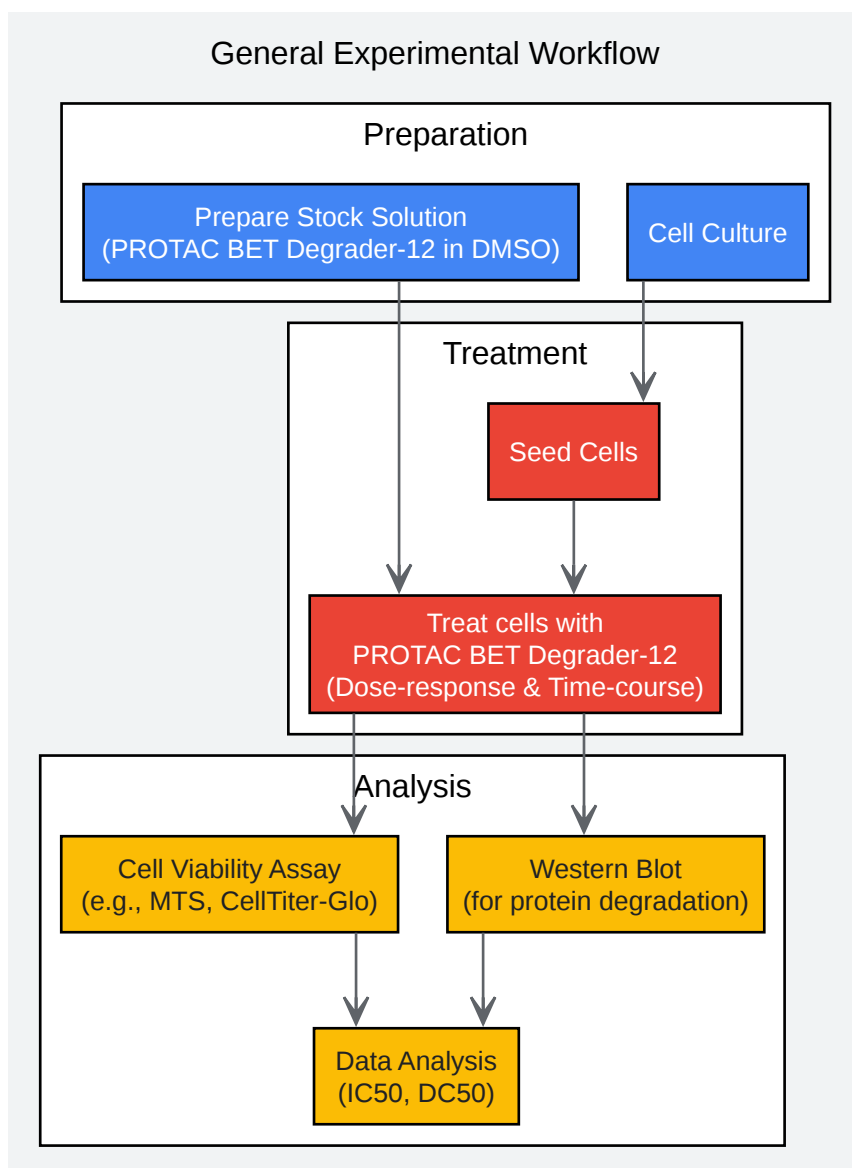 General Experimental Workflow
Preparation
Prepare Stock Solution
(PROTAC BET Degrader-12 in DMSO)
Cell Culture
Treatment
Seed Cells
Treat cells with
PROTAC BET Degrader-12
(Dose-response & Time-course)
Analysis
Cell Viability Assay
(e.g., MTS, CellTiter-Glo)
Western Blot
(for protein degradation)
Data Analysis
(IC50, DC50)